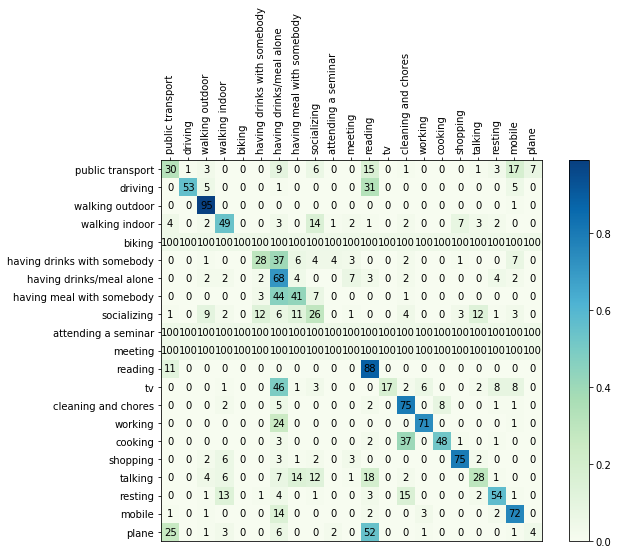 public transport
driving
walking outdoor
walking indoor
biking
having drinks with somebody
having drinks/meal alone
having meal with somebody
socializing
attending a seminar
meeting
reading
tv
cleaning and chores
working
cooking
shopping
talking
resting
mobile
plane
public transport 30 1 3 0 0 0 9 0 6 0 0 15 0 1 0 0 0 1 3 17 7
driving 0 53 5 0 0 0 1 0 0 0 0 31 0 0 0 0 0 0 0 5 0
walking outdoor 0 0 95 0 0 0 0 0 0 0 0 0 0 0 0 0 0 0 0 1 0
walking indoor 4 0 2 49 0 0 3 0 14 1 2 1 0 2 0 0 7 3 2 0 0
biking 100 100 100 100 100 100 100 100 100 100 100 100 100 100 100 100 100 100 100 100 100
having drinks with somebody 0 0 1 0 0 28 37 6 4 4 3 0 0 2 0 0 1 0 0 7 0
having drinks/meal alone 0 0 2 2 0 2 68 4 0 0 7 3 0 2 0 0 0 0 4 2 0
having meal with somebody 0 0 0 0 0 3 44 41 7 0 0 0 0 1 0 0 0 0 0 0 0
socializing 1 0 9 2 0 12 6 11 26 0 1 0 0 4 0 0 3 12 1 3 0
attending a seminar 100 100 100 100 100 100 100 100 100 100 100 100 100 100 100 100 100 100 100 100 100
meeting 100 100 100 100 100 100 100 100 100 100 100 100 100 100 100 100 100 100 100 100 100
reading 11 0 0 0 0 0 0 0 0 0 0 88 0 0 0 0 0 0 0 0 0
tv 0 0 0 1 0 0 46 1 3 0 0 0 17 2 6 0 0 2 8 8 0
cleaning and chores 0 0 0 2 0 0 5 0 0 0 0 2 0 75 0 8 0 0 1 1 0
working 0 0 0 0 0 0 24 0 0 0 0 0 0 0 71 0 0 0 0 1 0
cooking 0 0 0 0 0 0 3 0 0 0 0 2 0 37 0 48 1 0 1 0 0
shopping 0 0 2 6 0 0 3 1 2 0 3 0 0 0 0 0 75 2 0 0 0
talking 0 0 4 6 0 0 7 14 12 0 1 18 0 2 0 0 0 28 1 0 0
resting 0 0 1 13 0 1 4 0 1 0 0 3 0 15 0 0 0 2 54 1 0
mobile 1 0 1 0 0 0 14 0 0 0 0 2 0 0 3 0 0 0 2 72 0
plane 25 0 1 3 0 0 6 0 0 2 0 52 0 0 1 0 0 0 0 1 4
0.8
0.6
0.4
0.2
0.0